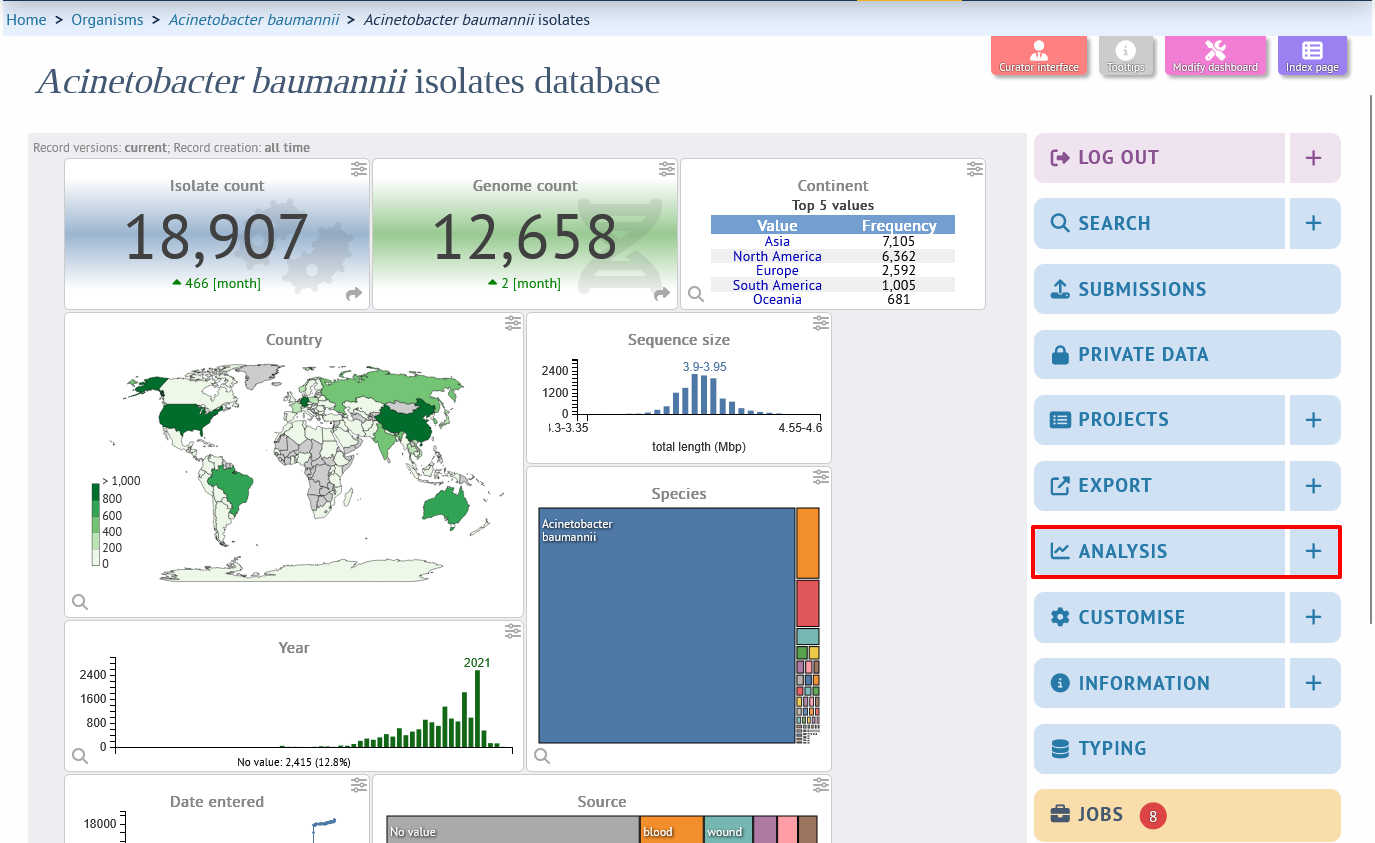 Home > Organisms > Acinetobacter baumannii > Acinetobacter baumannii isolates
Curator interface
Tooltips
Modify dashboard
Index page
Acinetobacter baumannii isolates database
Record versions: current; Record creation: all time
Isolate count
18,907
466 [month]
Genome count
12,658
2 [month]
Continent
Top 5 values
Value Frequency
Asia 7,105
North America 6,362
Europe 2,592
South America 1,005
Oceania 681
Country
> 1,000
800
600
400
200
0
Sequence size
3.9-3.95
2400
1200
0
.3-3.35
4.55-4.6
total length (Mbp)
Species
Acinetobacter
baumannii
Year
2021
2400
1600
800
0
No value: 2,415 (12.8%)
Date entered
18000
Source
No value
blood
wound
LOG OUT +
SEARCH +
SUBMISSIONS
PRIVATE DATA
PROJECTS +
EXPORT +
ANALYSIS +
CUSTOMISE +
INFORMATION +
TYPING
JOBS 8